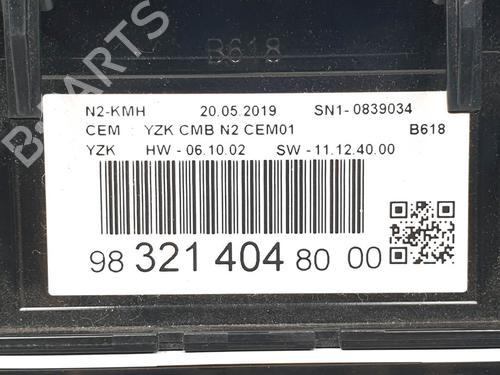 B618
N2-KMH 20.05.2019 SN1- 0839034
CEM : YZK CMB N2 CEM01 B618
YZK HW - 06.10.02 SW - 11.12.40.00
98 321 404 80 00